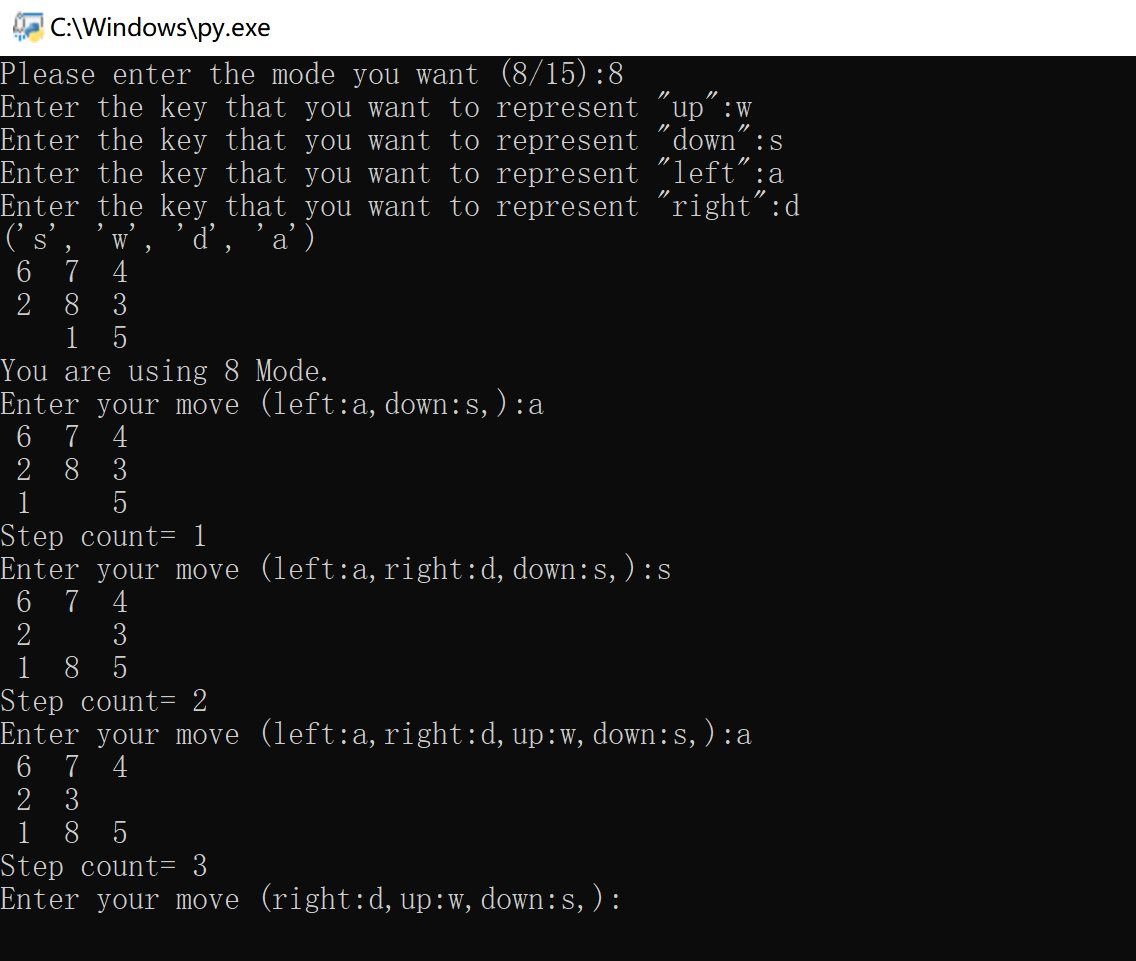 C:\Windows\py.exe
Please enter the mode you want (8/15):8
Enter the key that you want to represent "up":w
Enter the key that you want to represent "down":s
Enter the key that you want to represent "left":a
Enter the key that you want to represent "right":d
('s', 'w', 'd', 'a')
 6  7  4
 2  8  3
    1  5
You are using 8 Mode.
Enter your move (left:a,down:s,):a
 6  7  4
 2  8  3
 1     5
Step count= 1
Enter your move (left:a,right:d,down:s,):s
 6  7  4
 2     3
 1  8  5
Step count= 2
Enter your move (left:a,right:d,up:w,down:s,):a
 6  7  4
 2  3
 1  8  5
Step count= 3
Enter your move (right:d,up:w,down:s,):